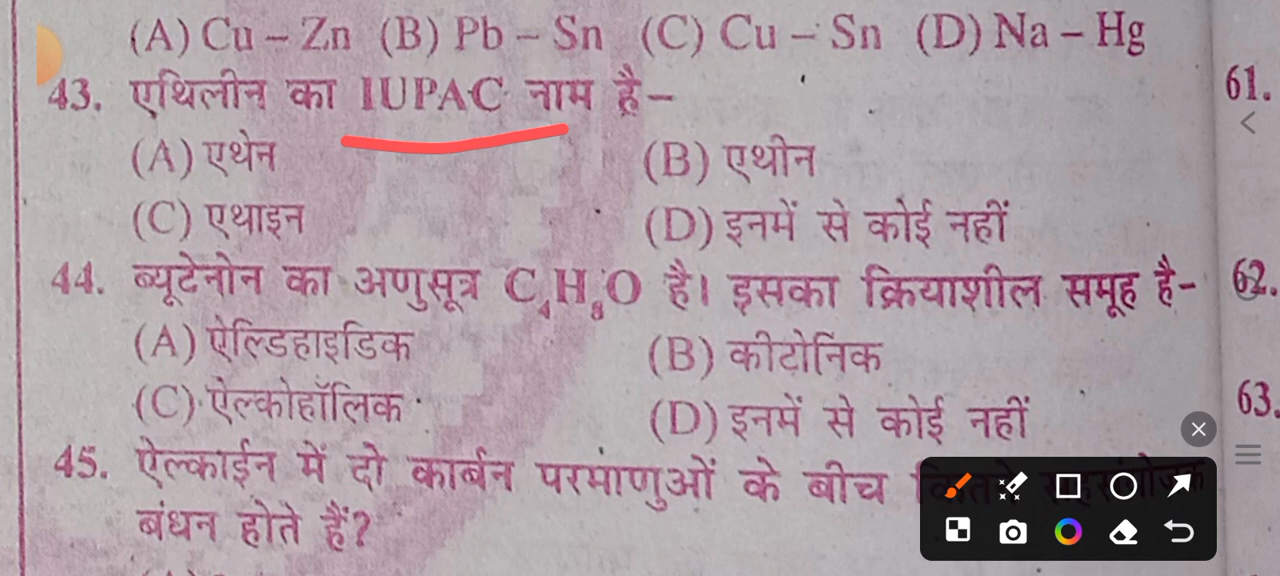 (A) Cu – Zn (B) Pb – Sn (C) Cu – Sn (D) Na – Hg
43. एथिलीन का IUPAC नाम है–
61.
(A) एथेन (B) एथीन
(C) एथाइन (D) इनमें से कोई नहीं
44. ब्यूटेनोन का अणुसूत्र C₄H₈O है। इसका क्रियाशील समूह है-
62.
(A) ऐल्डिहाइडिक (B) कीटोनिक
(C) ऐल्कोहॉलिक (D) इनमें से कोई नहीं
63.
45. ऐल्काईन में दो कार्बन परमाणुओं के बीच
बंधन होते हैं?